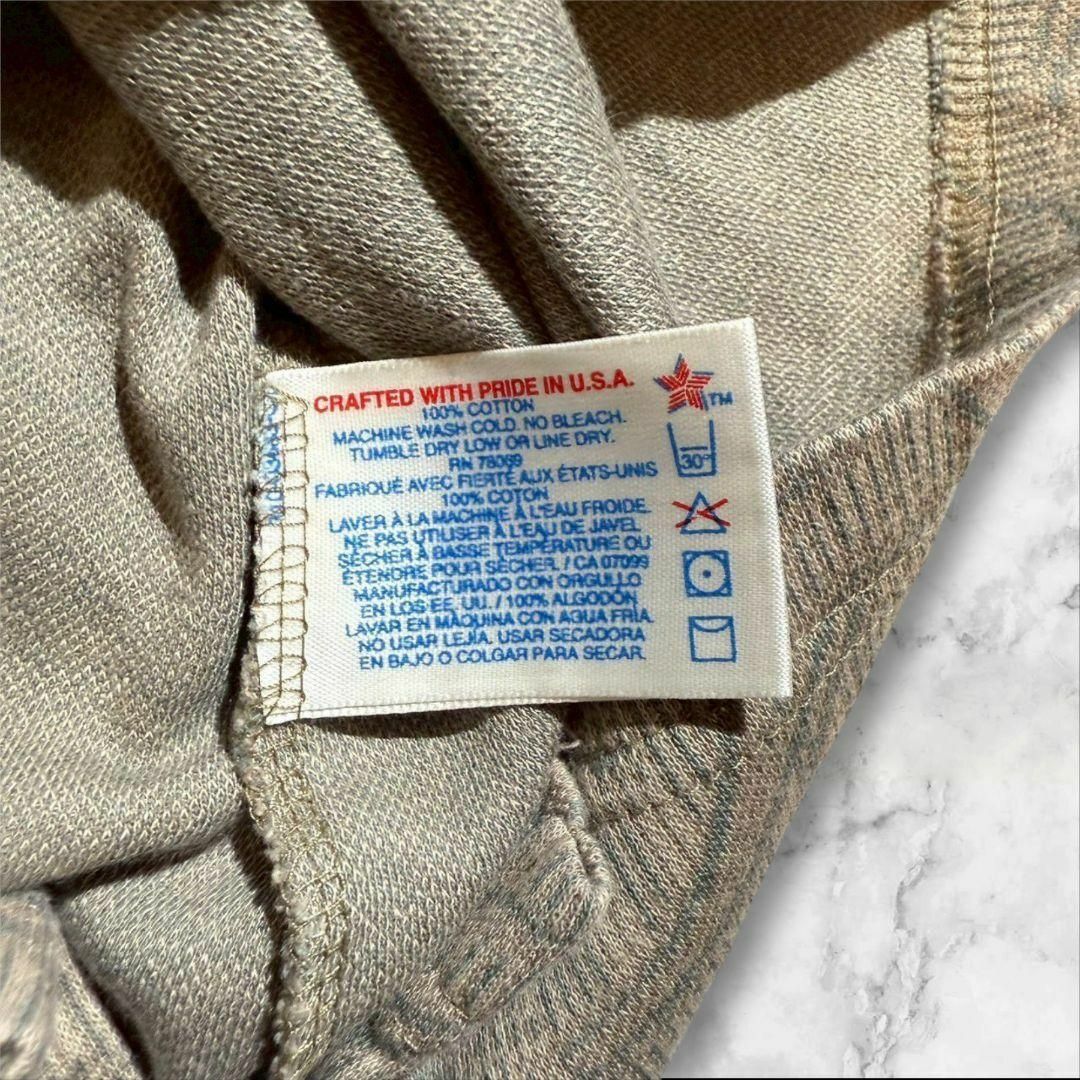 CRAFTED WITH PRIDE IN U.S.A.
TM
100% COTTON
MACHINE WASH COLD. NO BLEACH.
TUMBLE DRY LOW OR LINE DRY.
RN 78069
FABRIQUÉ AVEC FIERTÉ AUX ÉTATS-UNIS
100% COTTON
LAVER À LA MACHINE À L'EAU FROIDE.
NE PAS UTILISER À L'EAU DE JAVEL
SÉCHER À BASSE TEMPÉRATURE OU
ÉTENDRE POUR SÉCHER. / CA 07099
MANUFACTURADO CON ORGULLO
EN LOS EE. UU. / 100% ALGODÓN
LAVAR EN MÁQUINA CON AGUA FRÍA.
NO USAR LEJÍA. USAR SECADORA
EN BAJO O COLGAR PARA SECAR.
30°